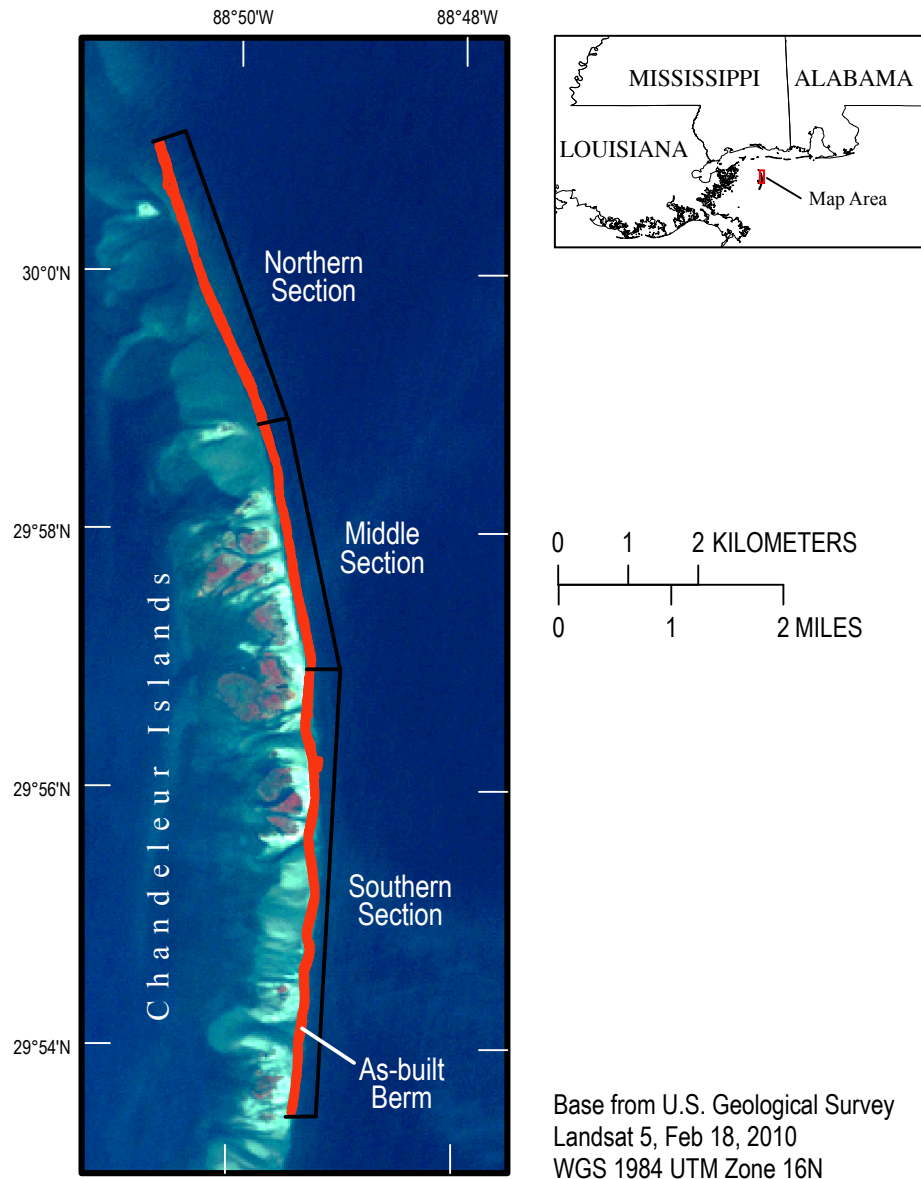 88°50'W
88°48'W
MISSISSIPPI
ALABAMA
LOUISIANA
Map Area
30°0'N
Northern
Section
29°58'N
Middle
Section
0 1 2 KILOMETERS
0 1 2 MILES
Chandeleur Islands
29°56'N
Southern
Section
29°54'N
As-built
Berm
Base from U.S. Geological Survey
Landsat 5, Feb 18, 2010
WGS 1984 UTM Zone 16N